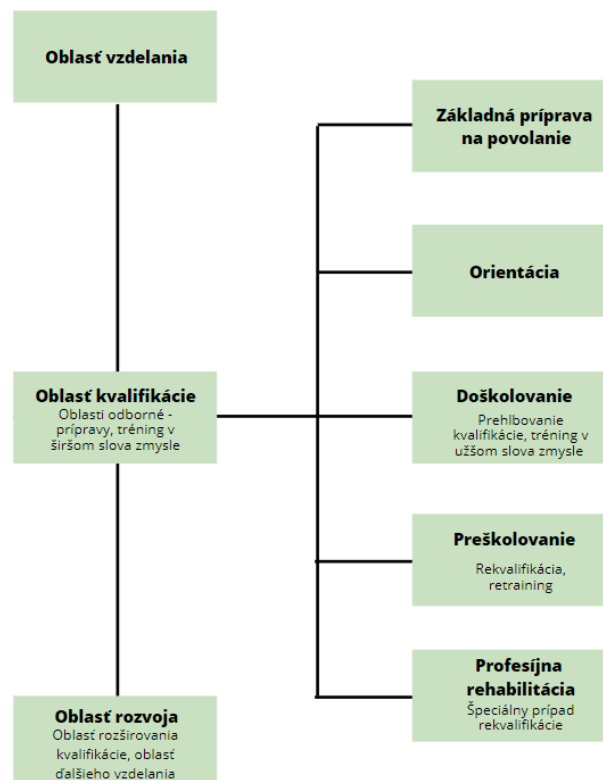 Oblasť vzdelania
Základná príprava
na povolanie
Orientácia
Oblasť kvalifikácie
Oblasti odborné -
prípravy, tréning v
širšom slova zmysle
Doškolovanie
Prehlbovanie
kvalifikácie, tréning v
užšom slova zmysle
Preškolovanie
Rekvalifikácia,
retraining
Profesíjna
rehabilitácia
Špeciálny prípad
rekvalifikácie
Oblasť rozvoja
Oblasť rozširovania
kvalifikácie, oblasť
ďalšieho vzdelania